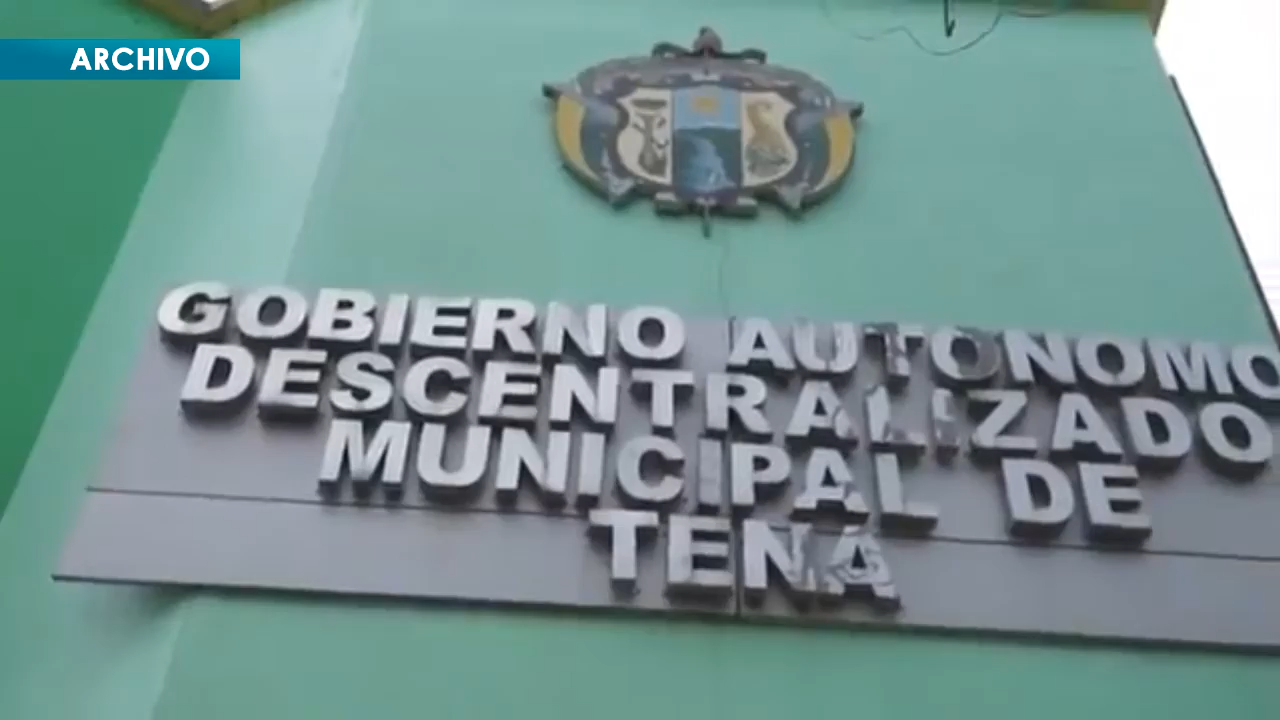 ARCHIVO
GOBIERNO AUTONOMO
DESCENTRALIZADO
MUNICIPAL DE
TENA